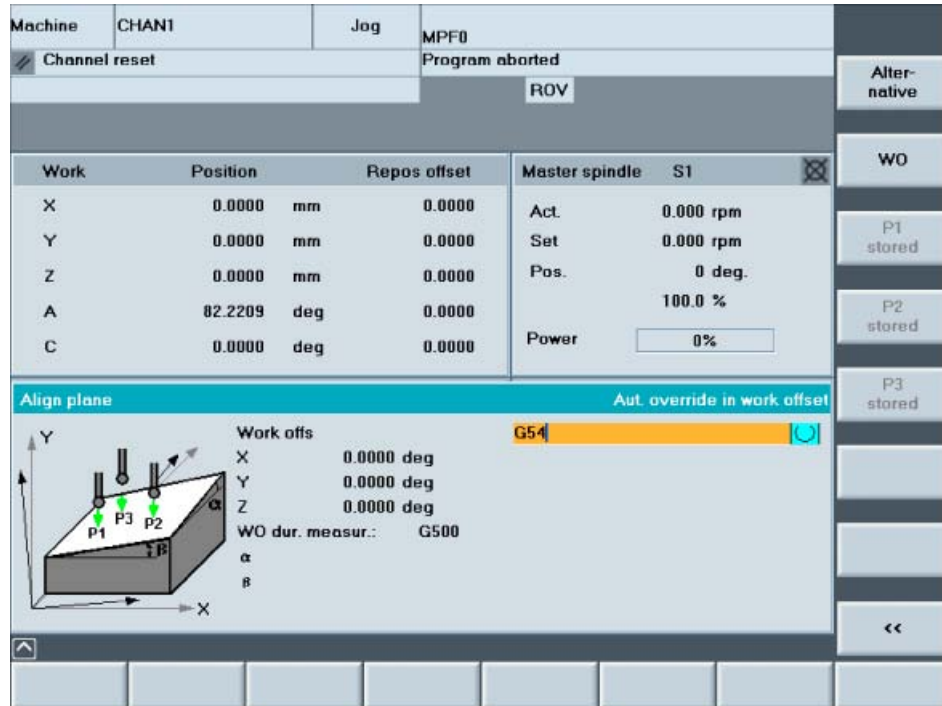 Machine CHAN1 Jog MPF0
Channel reset Program aborted
ROV
Work Position Repos offset
X 0.0000 mm 0.0000
Y 0.0000 mm 0.0000
Z 0.0000 mm 0.0000
A 82.2209 deg 0.0000
C 0.0000 deg 0.0000
Master spindle S1
Act. 0.000 rpm
Set 0.000 rpm
Pos. 0 deg.
100.0 %
Power 0%
Align plane Aut. override in work offset
Y
α
P1 P3 P2
β
X
Work offs G54
X 0.0000 deg
Y 0.0000 deg
Z 0.0000 deg
WO dur. measur.: G500
α
β
Alter-
native
WO
P1
stored
P2
stored
P3
stored
<<